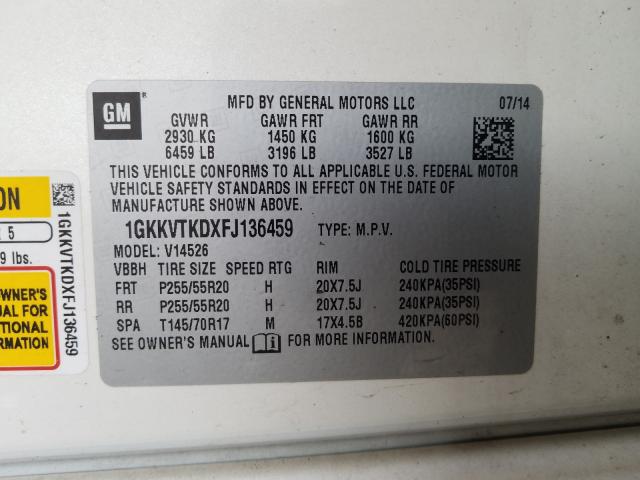 GM ®
MFD BY GENERAL MOTORS LLC 07/14
GVWR GAWR FRT GAWR RR
2930 KG 1450 KG 1600 KG
6459 LB 3196 LB 3527 LB
THIS VEHICLE CONFORMS TO ALL APPLICABLE U.S. FEDERAL MOTOR
VEHICLE SAFETY STANDARDS IN EFFECT ON THE DATE OF
MANUFACTURE SHOWN ABOVE.
1GKKVTKDXFJ136459 TYPE: M.P.V.
MODEL: V14526
VBBH TIRE SIZE SPEED RTG RIM COLD TIRE PRESSURE
FRT P255/55R20 H 20X7.5J 240KPA(35PSI)
RR P255/55R20 H 20X7.5J 240KPA(35PSI)
SPA T145/70R17 M 17X4.5B 420KPA(60PSI)
SEE OWNER'S MANUAL FOR MORE INFORMATION.
ON
5
9 lbs.
OWNER'S
UAL FOR
TIONAL
RMATION
1GKKVTKDXFJ136459